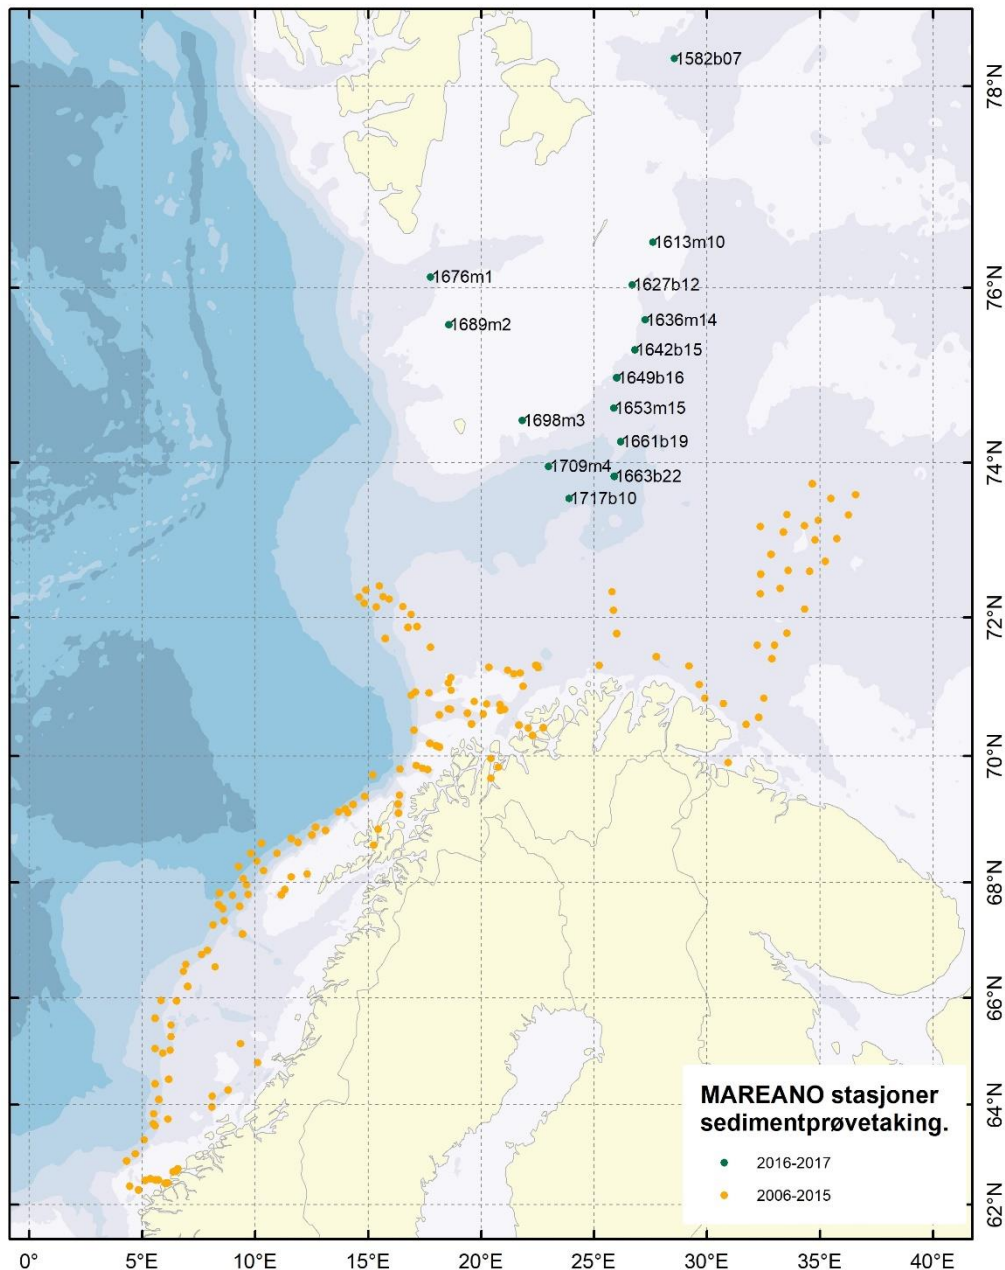 1582b07
78°N
1613m10
1676m1
1627b12
76°N
1689m2
1636m14
1642b15
1649b16
1653m15
1698m3
1661b19
74°N
1709m4
1663b22
1717b10
72°N
70°N
68°N
66°N
64°N
62°N
MAREANO stasjoner
sedimentprøvetaking.
2016-2017
2006-2015
0° 5°E 10°E 15°E 20°E 25°E 30°E 35°E 40°E